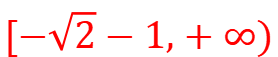 [−√2 − 1, + ∞)